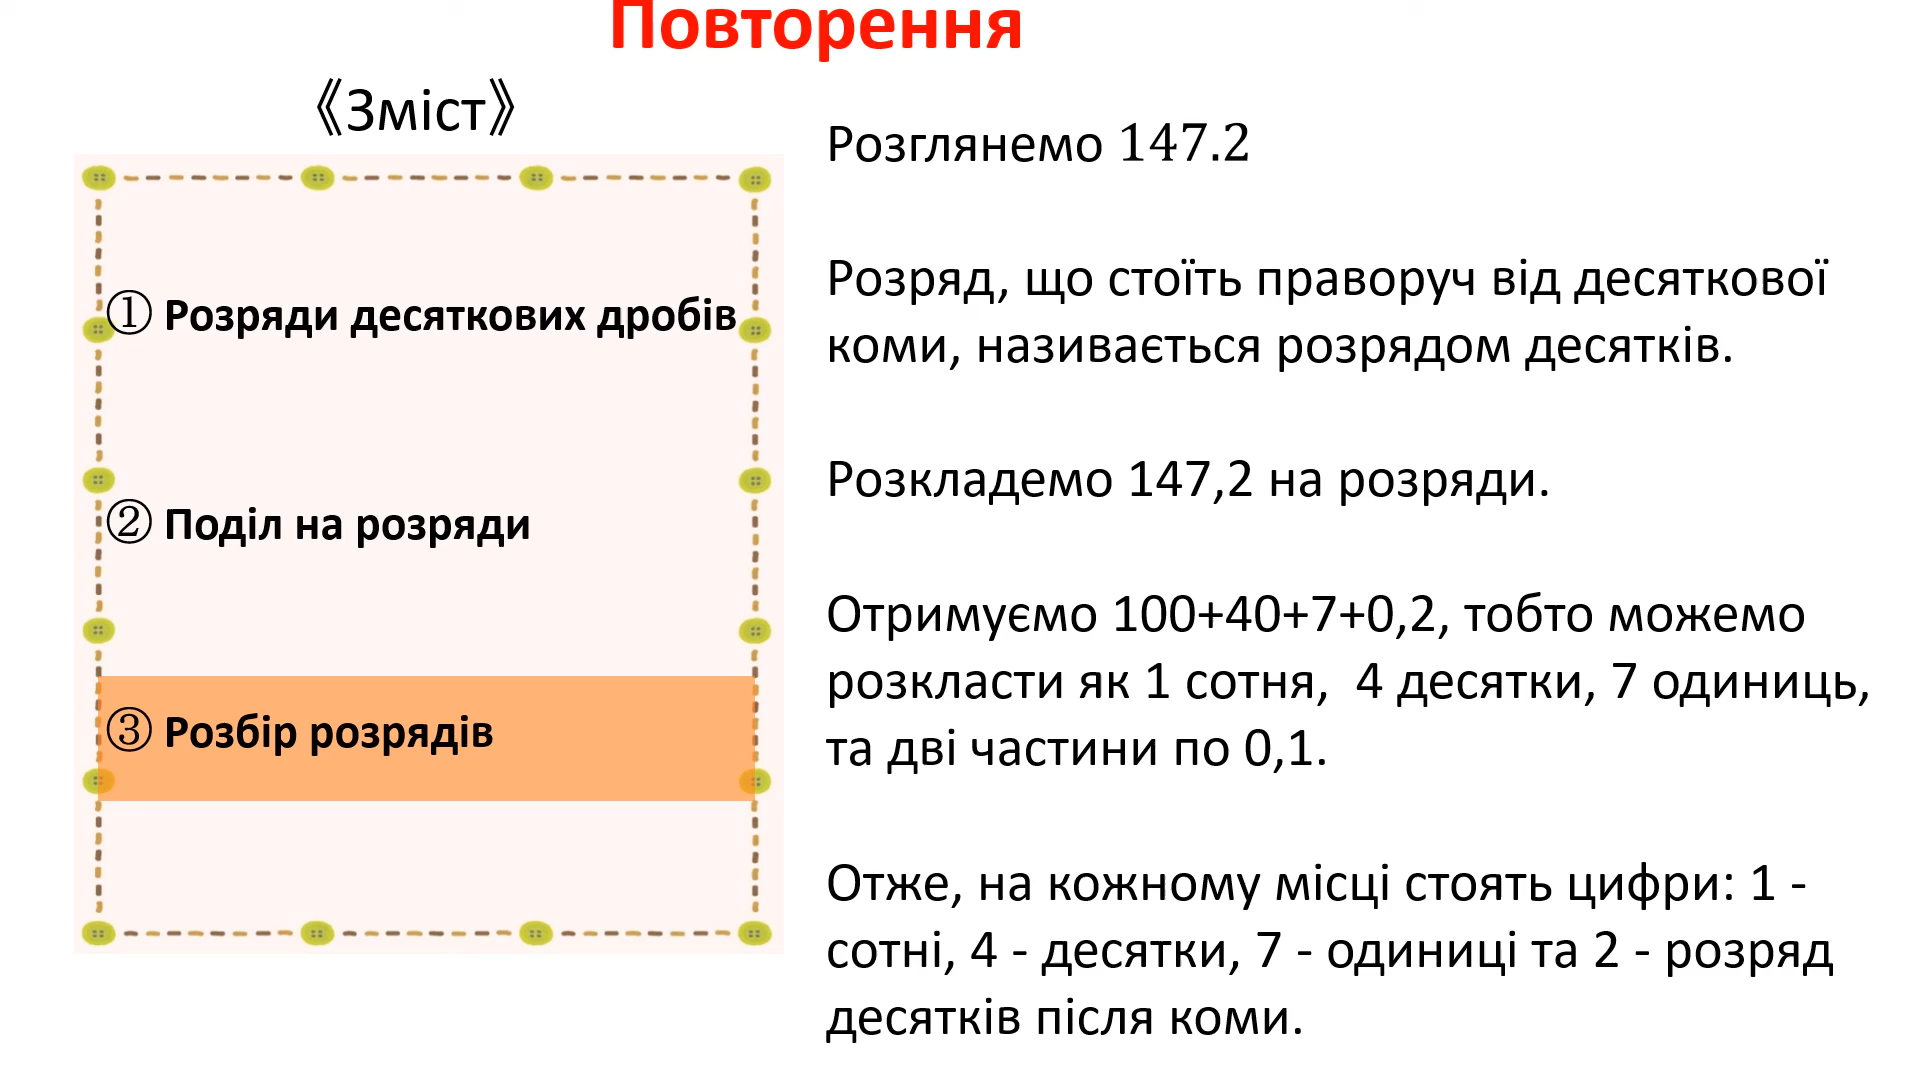 Повторення
《Зміст》
① Розряди десяткових дробів
② Поділ на розряди
③ Розбір розрядів
Розглянемо 147.2
Розряд, що стоїть праворуч від десяткової
коми, називається розрядом десятків.
Розкладемо 147,2 на розряди.
Отримуємо 100+40+7+0,2, тобто можемо
розкласти як 1 сотня,  4 десятки, 7 одиниць,
та дві частини по 0,1.
Отже, на кожному місці стоять цифри: 1 -
сотні, 4 - десятки, 7 - одиниці та 2 - розряд
десятків після коми.